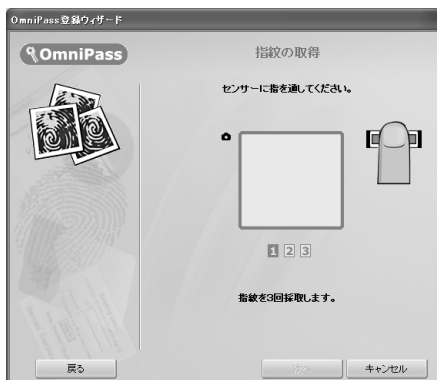 OmniPass登録ウィザード
OmniPass
指紋の取得
センサーに指を通してください。
1 2 3
指紋を3回採取します。
戻る
次へ
キャンセル